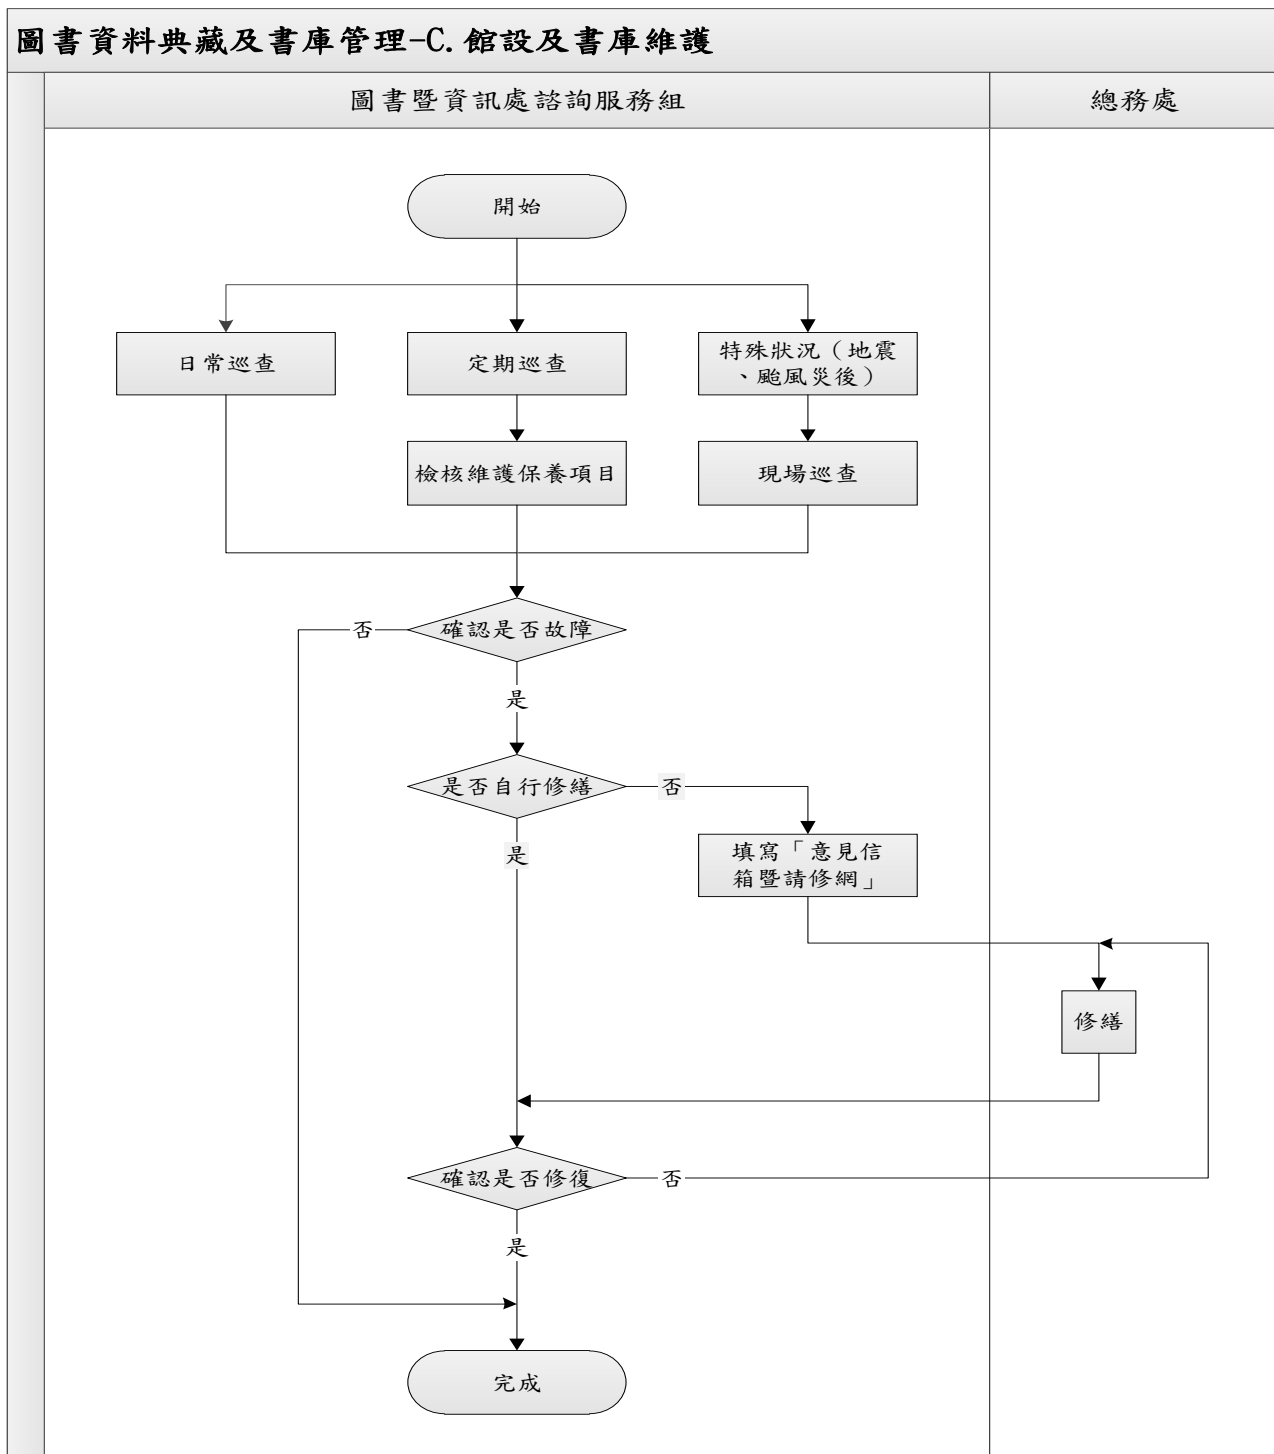 圖書資料典藏及書庫管理-C.館設及書庫維護
圖書暨資訊處諮詢服務組
總務處
開始
日常巡查
定期巡查
特殊狀況（地震
、颱風災後）
檢核維護保養項目
現場巡查
確認是否故障
否
是
是否自行修繕
否
是
填寫「意見信
箱暨請修網」
修繕
確認是否修復
否
是
完成